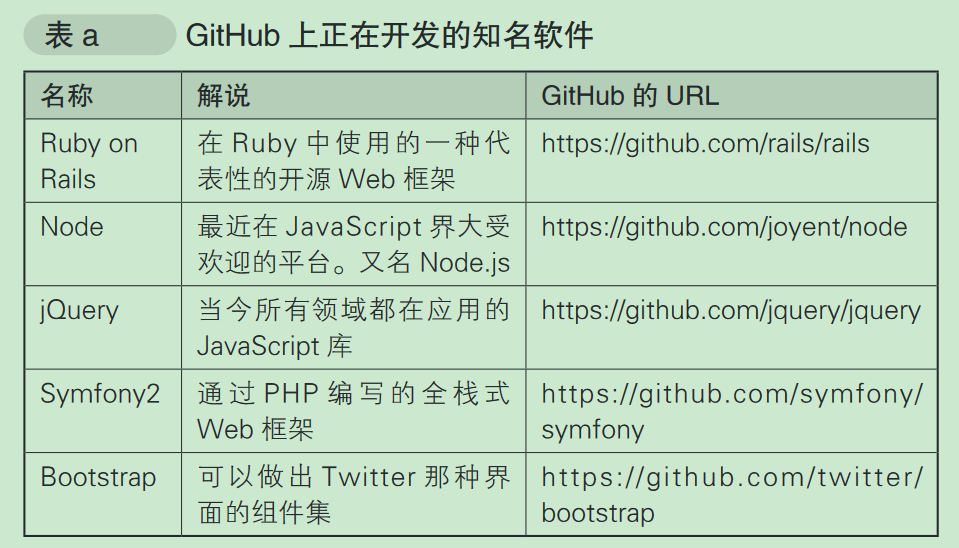 表 a GitHub 上正在开发的知名软件
名称 解说 GitHub 的 URL
Ruby on 在 Ruby 中使用的一种代 https://github.com/rails/rails
Rails 表性的开源 Web 框架
Node 最近在 JavaScript 界大受 https://github.com/joyent/node
欢迎的平台。又名 Node.js
jQuery 当今所有领域都在应用的 https://github.com/jquery/jquery
JavaScript 库
Symfony2 通过 PHP 编写的全栈式 https://github.com/symfony/
Web 框架 symfony
Bootstrap 可以做出 Twitter 那种界 https://github.com/twitter/
面的组件集 bootstrap